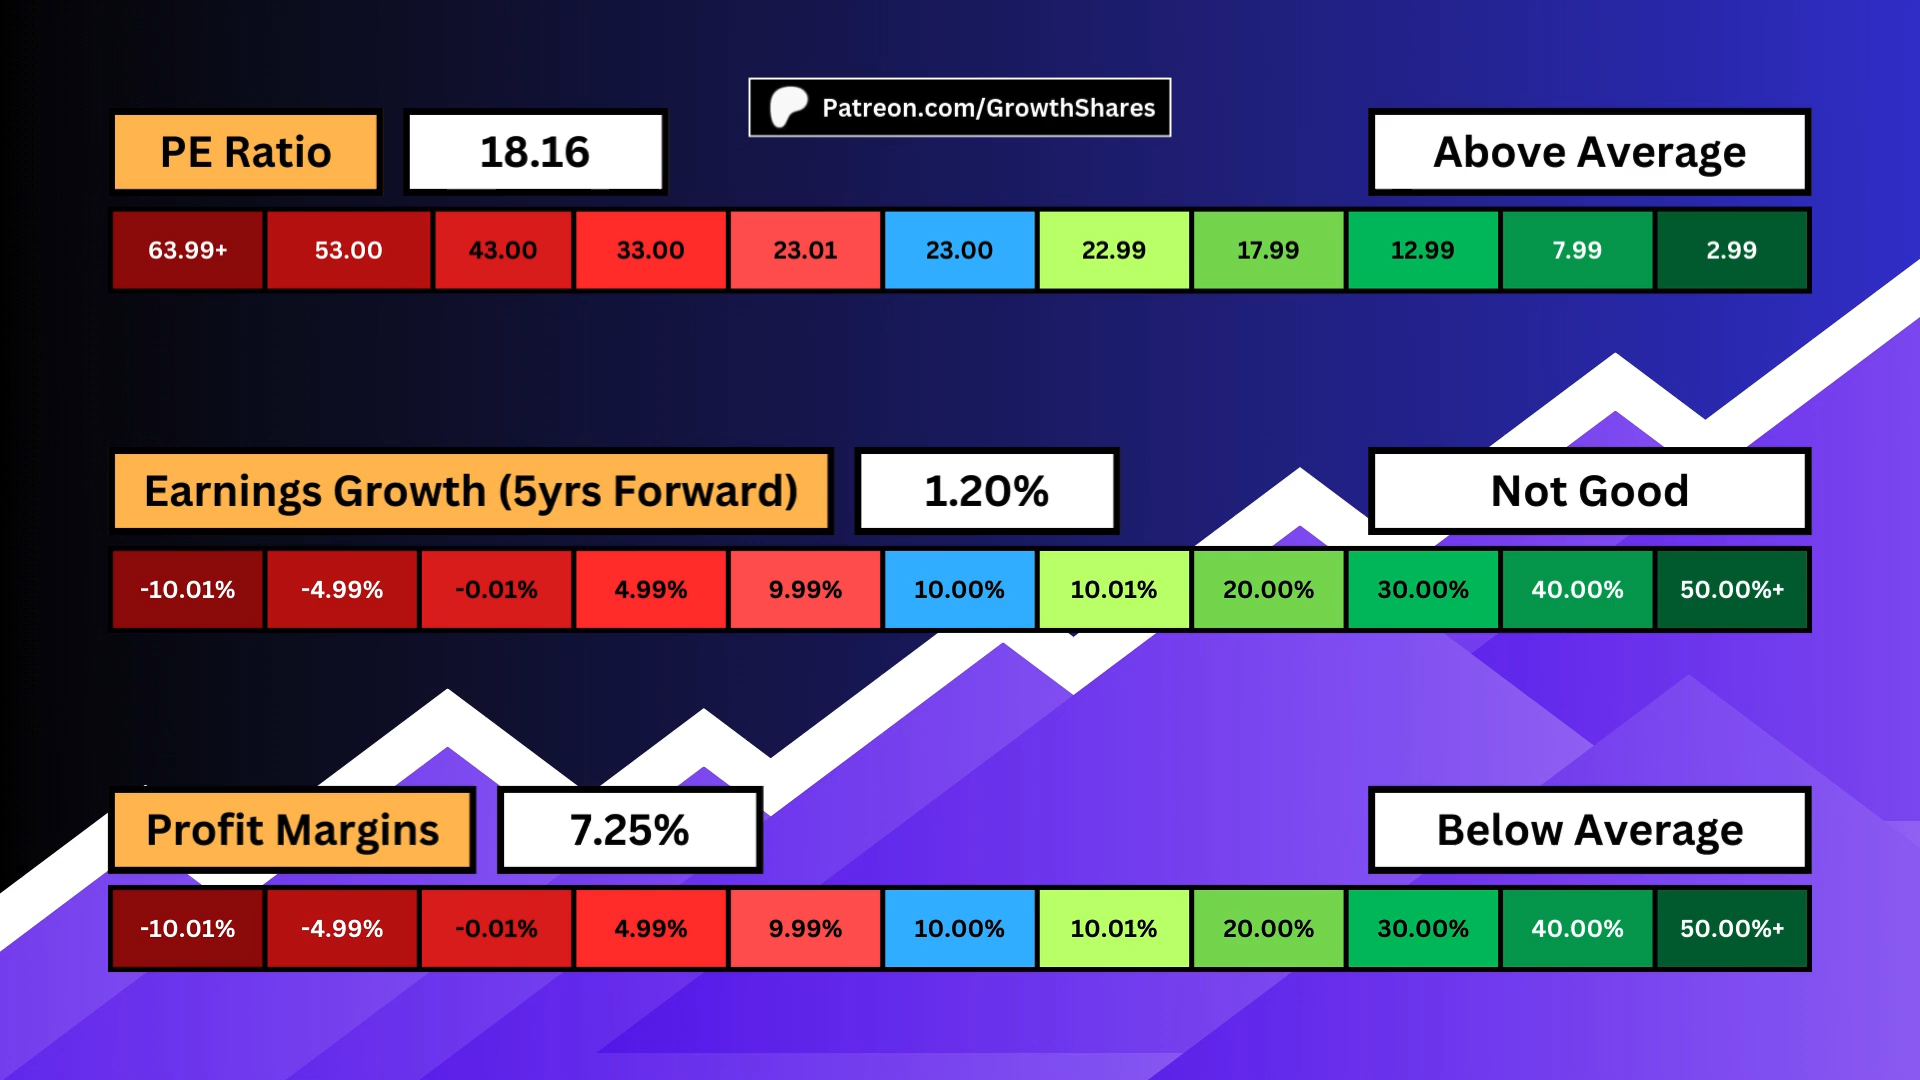 Patreon.com/GrowthShares
PE Ratio 18.16 Above Average
63.99+ 53.00 43.00 33.00 23.01 23.00 22.99 17.99 12.99 7.99 2.99
Earnings Growth (5yrs Forward) 1.20% Not Good
-10.01% -4.99% -0.01% 4.99% 9.99% 10.00% 10.01% 20.00% 30.00% 40.00% 50.00%+
Profit Margins 7.25% Below Average
-10.01% -4.99% -0.01% 4.99% 9.99% 10.00% 10.01% 20.00% 30.00% 40.00% 50.00%+